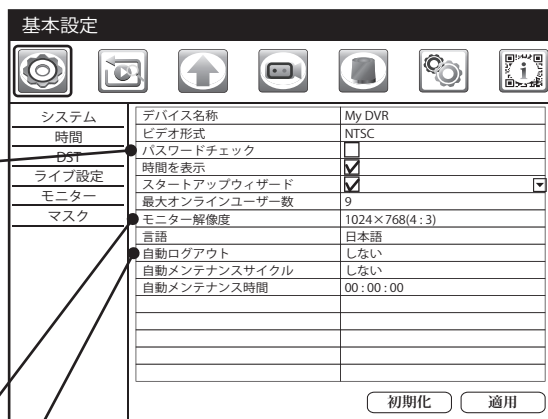 基本設定
システム
時間
DST
ライブ設定
モニター
マスク
デバイス名称 My DVR
ビデオ形式 NTSC
パスワードチェック
時間を表示
スタートアップウィザード
最大オンラインユーザー数 9
モニター解像度 1024×768(4 : 3)
言語 日本語
自動ログアウト しない
自動メンテナンスサイクル しない
自動メンテナンス時間 00 : 00 : 00
初期化 適用